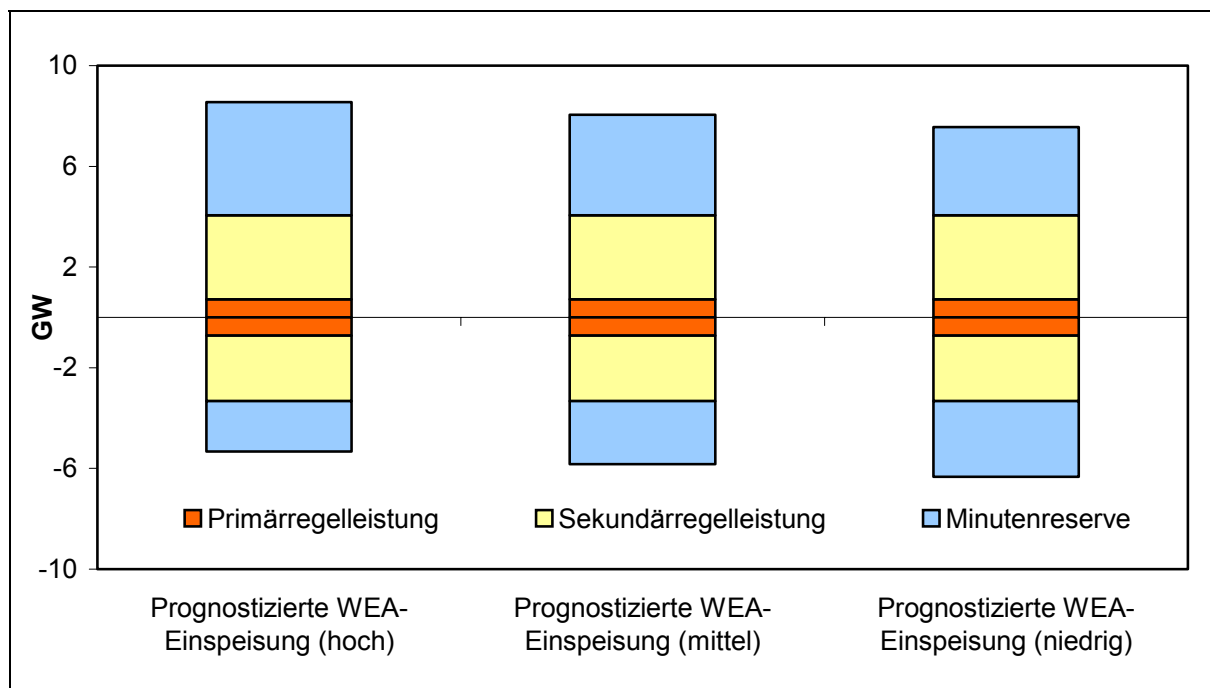 10
6
2
-2
-6
-10
GW
Primärregelleistung
Sekundärregelleistung
Minutenreserve
Prognostizierte WEA-
Einspeisung (hoch)
Prognostizierte WEA-
Einspeisung (mittel)
Prognostizierte WEA-
Einspeisung (niedrig)